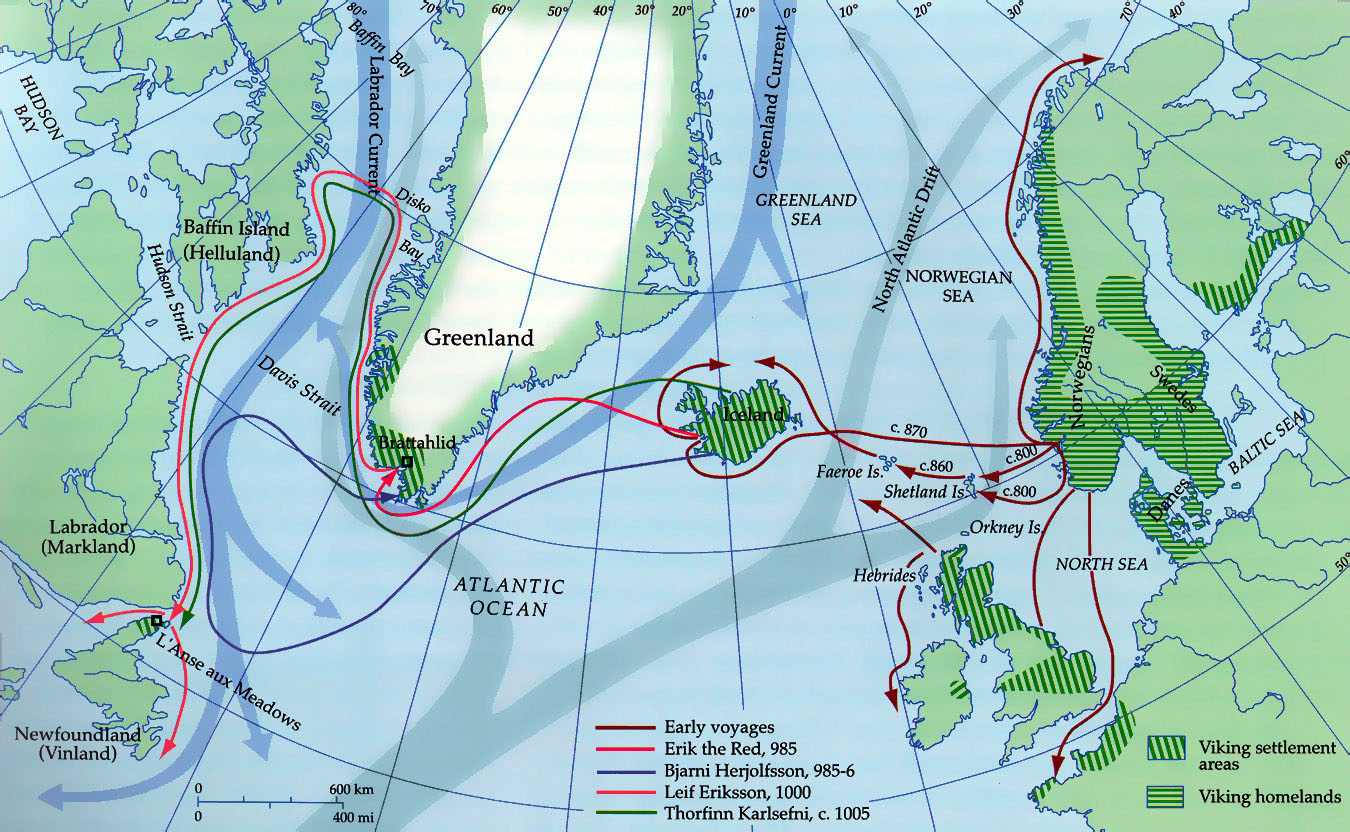 80°
70°
60°
50°
40°
30°
20°
10°
0°
10°
20°
30°
70°
40°
60°
50°
HUDSON
BAY
Baffin Bay
Labrador Current
Greenland Current
Disko
Bay
Baffin Island
(Helluland)
Hudson Strait
GREENLAND
SEA
North Atlantic Drift
NORWEGIAN
SEA
Greenland
Davis Strait
Norwegians
Swedes
Iceland
Brattahlid
c. 870
c.800
c.860
c.800
Faeroe Is.
Shetland Is.
Orkney Is.
BALTIC SEA
Danes
Labrador
(Markland)
ATLANTIC
OCEAN
Hebrides
NORTH SEA
L'Anse aux Meadows
Newfoundland
(Vinland)
0
600 km
0
400 mi
Early voyages
Erik the Red, 985
Bjarni Herjolfsson, 985-6
Leif Eriksson, 1000
Thorfinn Karlsefni, c. 1005
Viking settlement
areas
Viking homelands